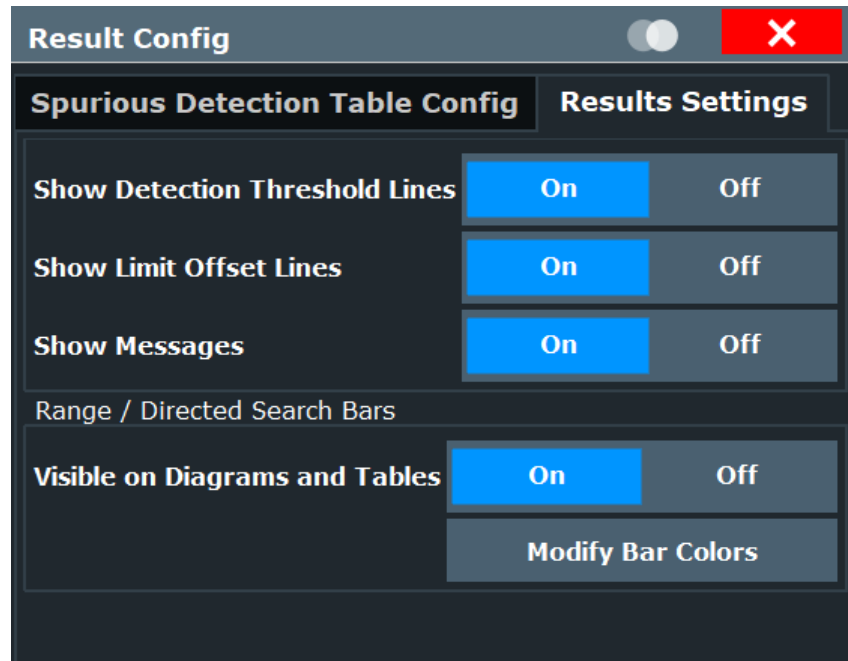 Result Config
Spurious Detection Table Config Results Settings
Show Detection Threshold Lines On Off
Show Limit Offset Lines On Off
Show Messages On Off
Range / Directed Search Bars
Visible on Diagrams and Tables On Off
Modify Bar Colors